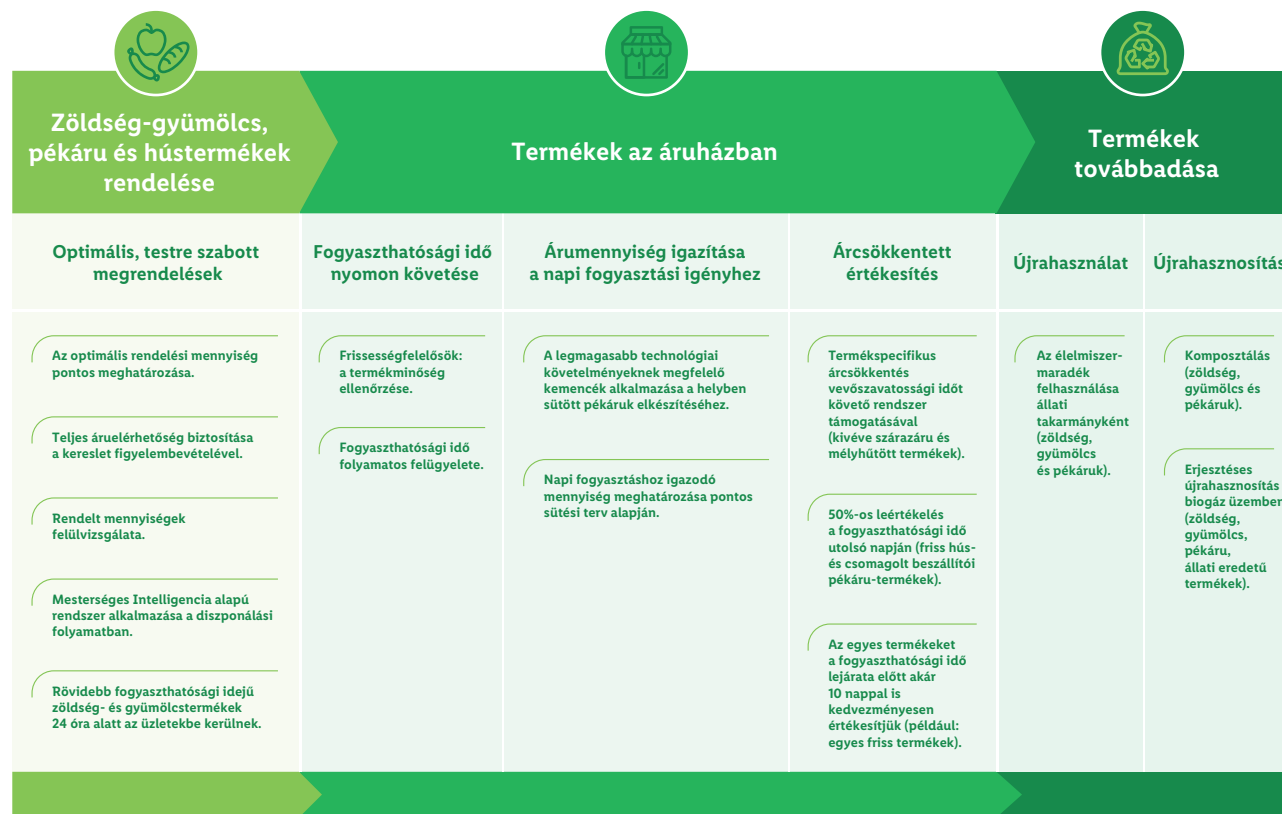 Zöldség-gyümölcs,
pékáru és hústermékek
rendelése
Termékek az áruházban
Termékek
továbbadása
Optimális, testre szabott
megrendelések
Fogyaszthatósági idő
nyomon követése
Árumennyiség igazítása
a napi fogyasztási igényhez
Árcsökkentett
értékesítés
Újrahasználat
Újrahasznosítás
Az optimális rendelési mennyiség
pontos meghatározása.
Teljes áruelérhetőség biztosítása
a kereslet figyelembevételével.
Rendelt mennyiségek
felülvizsgálata.
Mesterséges Intelligencia alapú
rendszer alkalmazása a diszponálási
folyamatban.
Rövidebb fogyaszthatósági idejű
zöldség- és gyümölcstermékek
24 óra alatt az üzletekbe kerülnek.
Frissességfelelősök:
a termékminőség
ellenőrzése.
Fogyaszthatósági idő
folyamatos felügyelete.
A legmagasabb technológiai
követelményeknek megfelelő
kemencék alkalmazása a helyben
sütött pékáruk elkészítéséhez.
Napi fogyasztáshoz igazodó
mennyiség meghatározása pontos
sütési terv alapján.
Termékspecifikus
árcsökkentés
vevőszavatossági időt
követő rendszer
támogatásával
(kivéve szárazáru és
mélyhűtött termékek).
50%-os leértékelés
a fogyaszthatósági idő
utolsó napján (friss hús-
és csomagolt beszállítói
pékáru-termékek).
Az egyes termékeket
a fogyaszthatósági idő
lejárata előtt akár
10 nappal is
kedvezményesen
értékesítjük (például:
egyes friss termékek).
Az élelmiszer-
maradék
felhasználása
állati
takarmányként
(zöldség,
gyümölcs
és pékáruk).
Komposztálás
(zöldség,
gyümölcs és
pékáruk).
Erjesztéses
újrahasznosítás
biogáz üzemben
(zöldség,
gyümölcs,
pékáru,
állati eredetű
termékek).